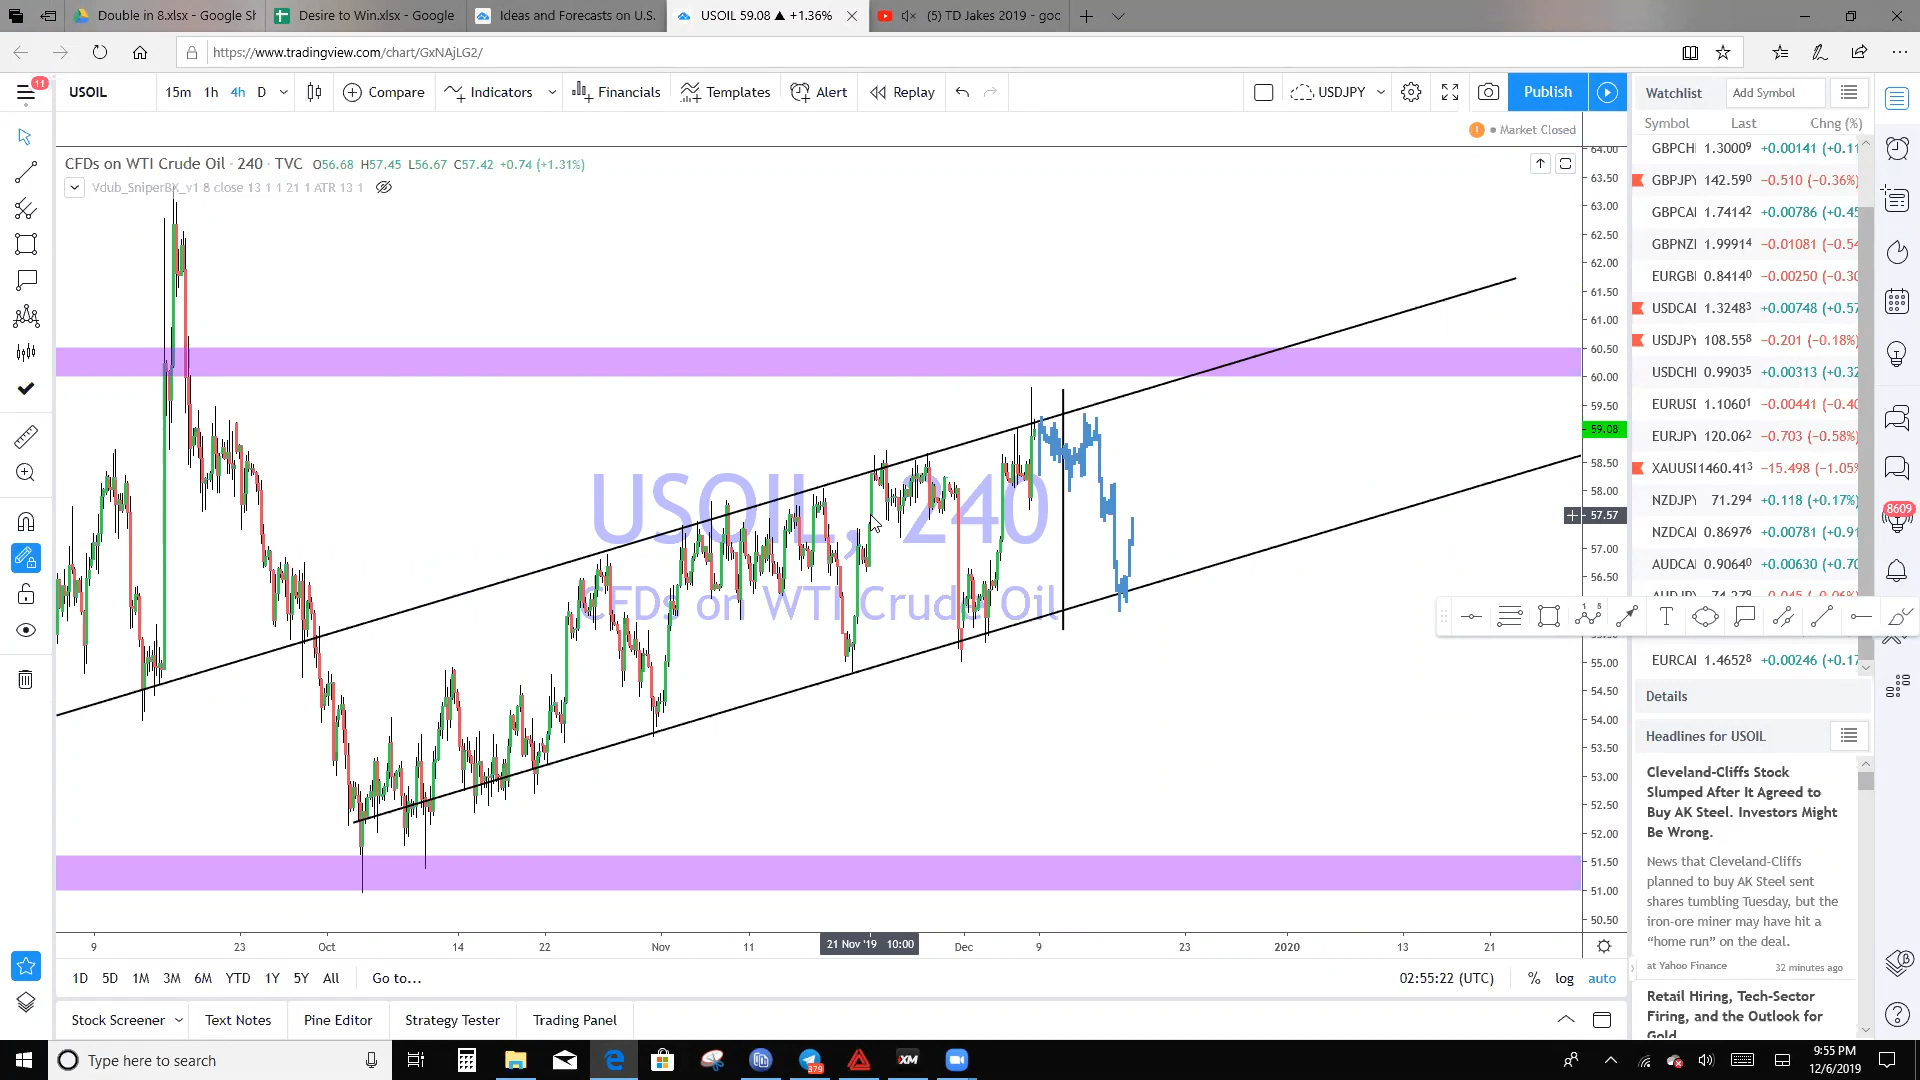 Double in 8.xlsx - Google Sh
Desire to Win.xlsx - Google
Ideas and Forecasts on U.S.
USOIL 59.08 ▲ +1.36%
(5) TD Jakes 2019 - goo
https://www.tradingview.com/chart/GxNAjLG2/
11
USOIL
15m 1h 4h D
Compare
Indicators
Financials
Templates
Alert
Replay
USDJPY
Publish
Market Closed
CFDs on WTI Crude Oil · 240 · TVC O56.68 H57.45 L56.67 C57.42 +0.74 (+1.31%)
Vdub_SniperBX_v1 8 close 13 1 1 21 1 ATR 13 1
USOIL, 240
CFDs on WTI Crude Oil
64.00
63.50
63.00
62.50
62.00
61.50
61.00
60.50
60.00
59.50
59.08
58.50
58.00
57.57
57.00
56.50
55.00
54.50
54.00
53.50
53.00
52.50
52.00
51.50
51.00
50.50
9 23 Oct 14 22 Nov 11 21 Nov '19 10:00 Dec 9 23 2020 13 21
1D 5D 1M 3M 6M YTD 1Y 5Y All Go to...
02:55:22 (UTC) % log auto
Stock Screener Text Notes Pine Editor Strategy Tester Trading Panel
Watchlist Add Symbol
Symbol Last Chng (%)
GBPCH 1.30009 +0.00141 (+0.11
GBPJPY 142.590 −0.510 (−0.36%)
GBPCAI 1.74142 +0.00786 (+0.45
GBPNZI 1.99914 −0.01081 (−0.54
EURGBI 0.84140 −0.00250 (−0.30
USDCAI 1.32483 +0.00748 (+0.57
USDJPY 108.558 −0.201 (−0.18%)
USDCHI 0.99035 +0.00313 (+0.32
EURUSI 1.10601 −0.00441 (−0.40
EURJPY 120.062 −0.703 (−0.58%)
XAUUSI 1460.413 −15.498 (−1.05%
NZDJPY 71.294 +0.118 (+0.17%)
NZDCAI 0.86976 +0.00781 (+0.91
AUDCAI 0.90640 +0.00630 (+0.70
EURCAI 1.46528 +0.00246 (+0.17
8609
Details
Headlines for USOIL
Cleveland-Cliffs Stock
Slumped After It Agreed to
Buy AK Steel. Investors Might
Be Wrong.
News that Cleveland-Cliffs
planned to buy AK Steel sent
shares tumbling Tuesday, but the
iron-ore miner may have hit a
“home run” on the deal.
at Yahoo Finance 32 minutes ago
Retail Hiring, Tech-Sector
Firing, and the Outlook for
Gold
Type here to search
379
XM
9:55 PM
12/6/2019